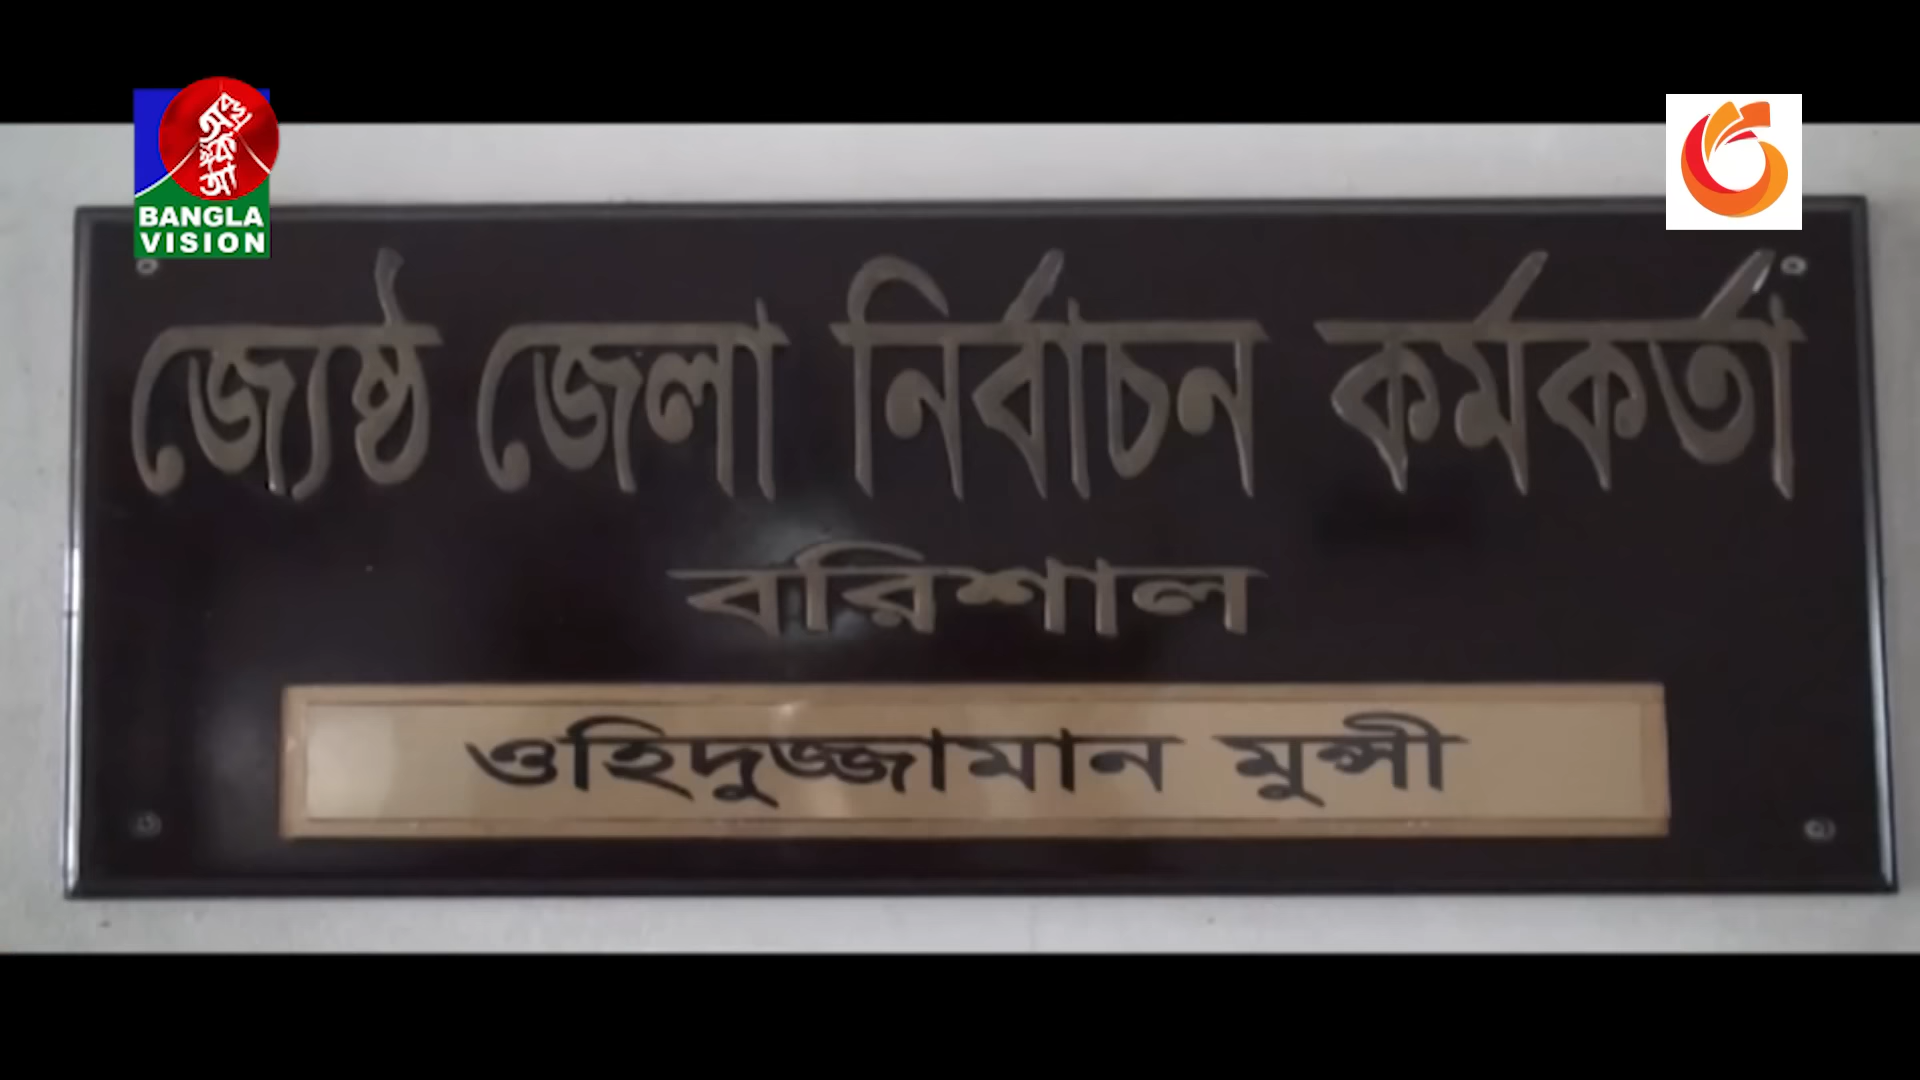 BANGLA
VISION
জ্যেষ্ঠ জেলা নির্বাচন কর্মকর্তা
বরিশাল
ওহিদুজ্জামান মুন্সী